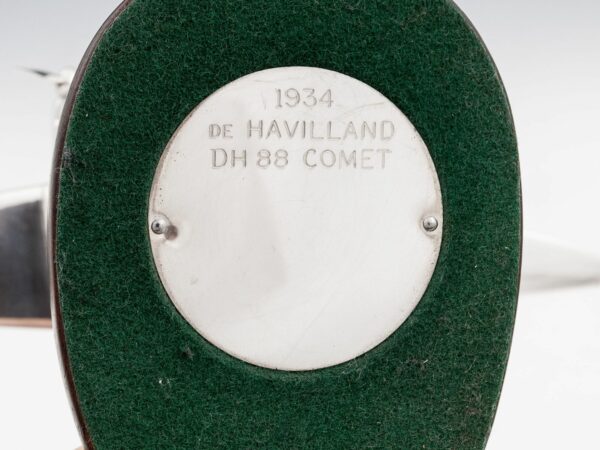 1934
DE HAVILLAND
DH 88 COMET